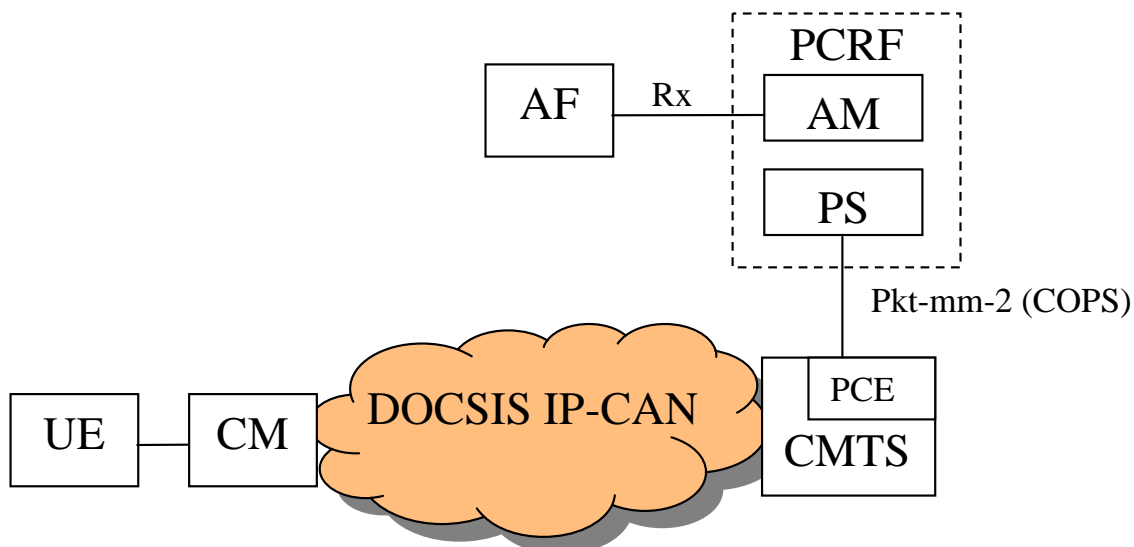 PCRF
AF
Rx
AM
PS
Pkt-mm-2 (COPS)
PCE
DOCSIS IP-CAN
UE
CM
CMTS